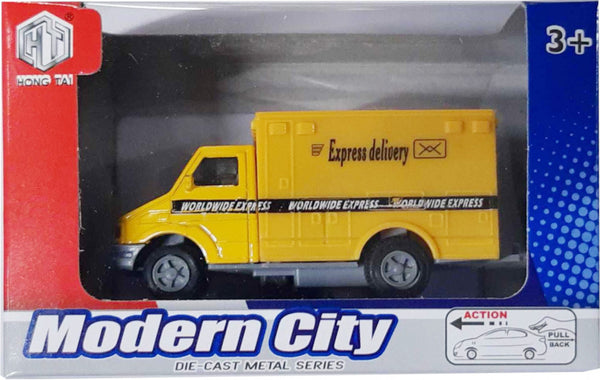 HT®
HONG TAI
3+
Express delivery
WORLDWIDE EXPRESS WORLDWIDE EXPRESS WORLDWIDE EXPRESS
Modern City
DIE-CAST METAL SERIES
ACTION
PULL
BACK